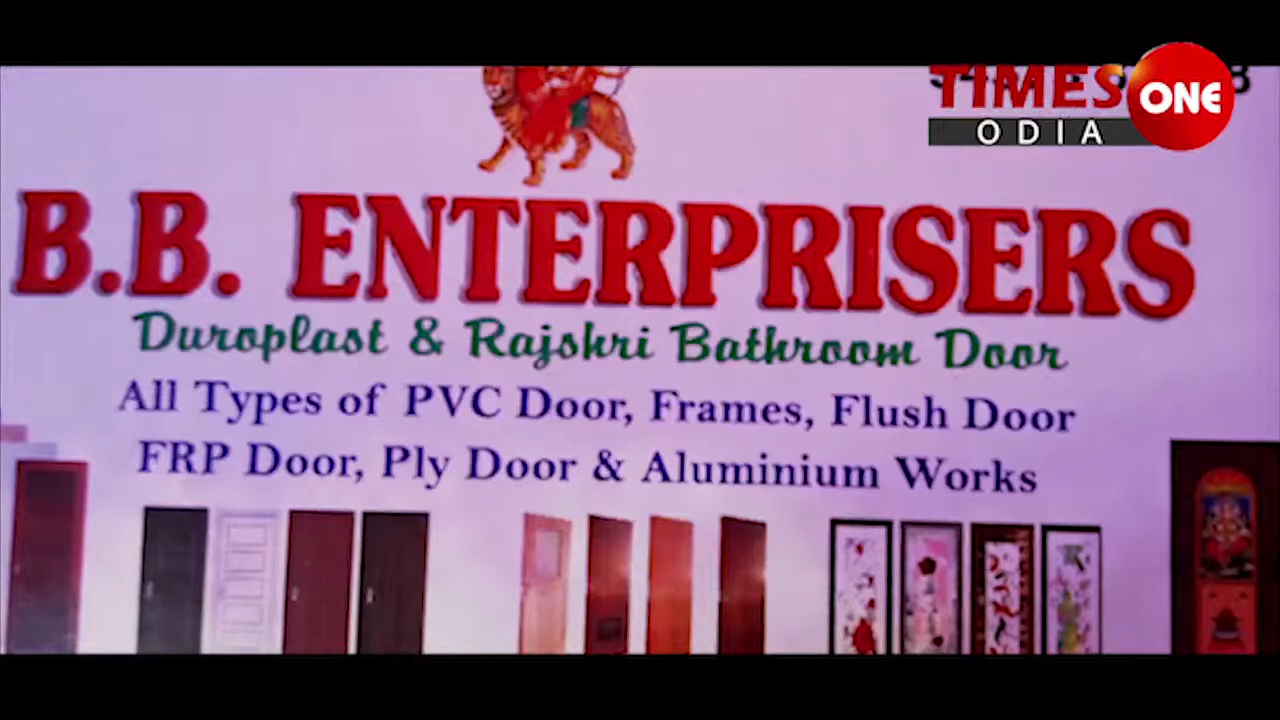 TIMES ONE
ODIA
B.B. ENTERPRISERS
Duroplast & Rajshri Bathroom Door
All Types of PVC Door, Frames, Flush Door
FRP Door, Ply Door & Aluminium Works